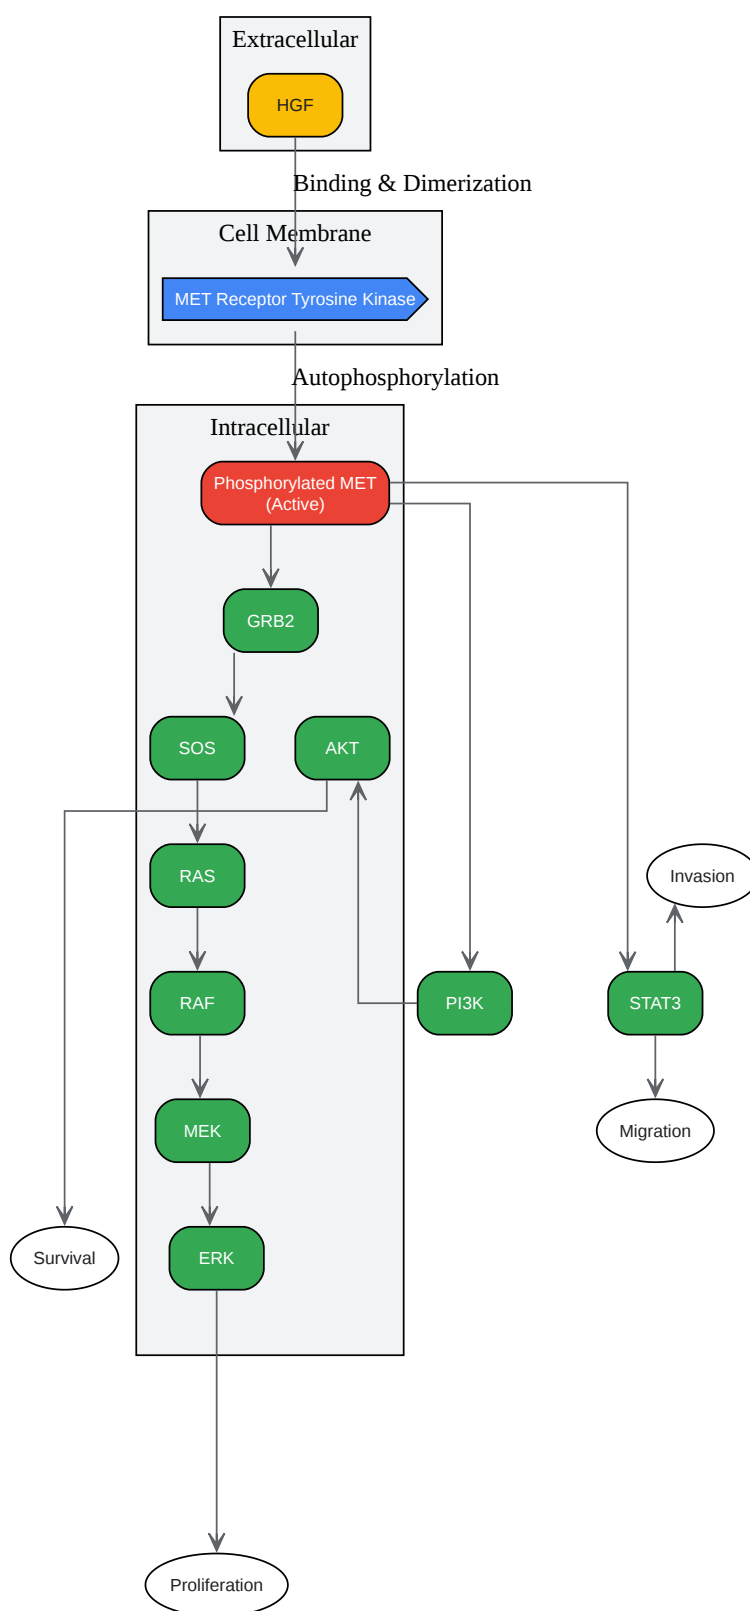 Extracellular
HGF
Binding & Dimerization
Cell Membrane
MET Receptor Tyrosine Kinase
Autophosphorylation
Intracellular
Phosphorylated MET
(Active)
GRB2
SOS
AKT
RAS
Invasion
RAF
PI3K
STAT3
MEK
Migration
Survival
ERK
Proliferation